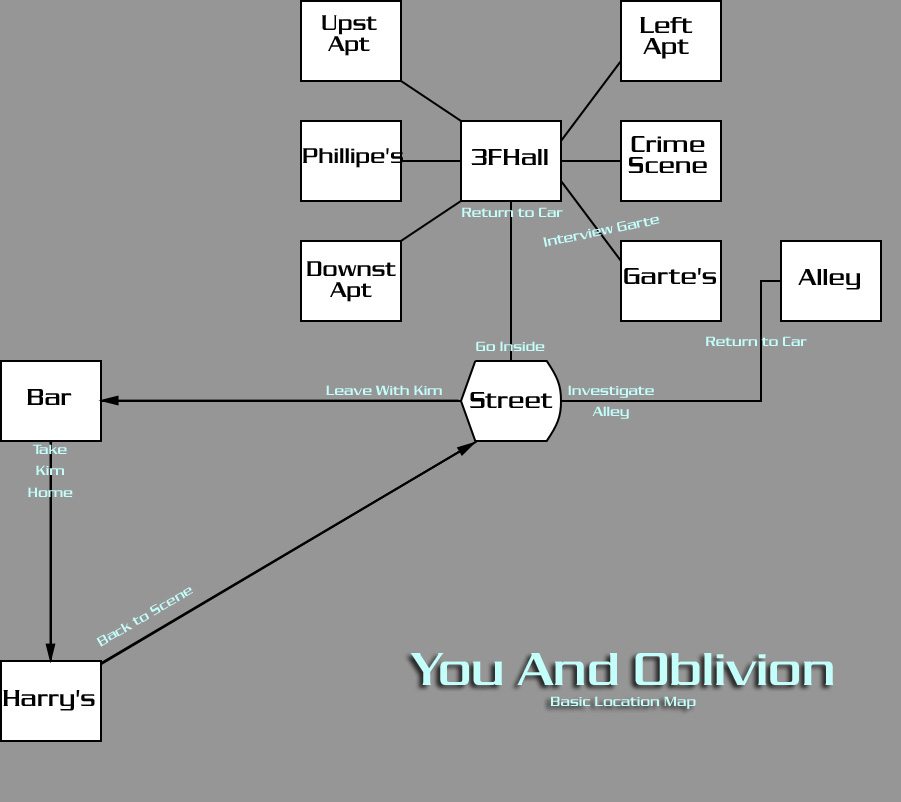 Upst
Apt
Left
Apt
Phillipe's
3FHall
Crime
Scene
Return to Car
Interview Garte
Downst
Apt
Garte's
Alley
Go Inside
Return to Car
Bar
Leave With Kim
Street
Investigate
Alley
Take
Kim
Home
Back to Scene
Harry's
You And Oblivion
Basic Location Map